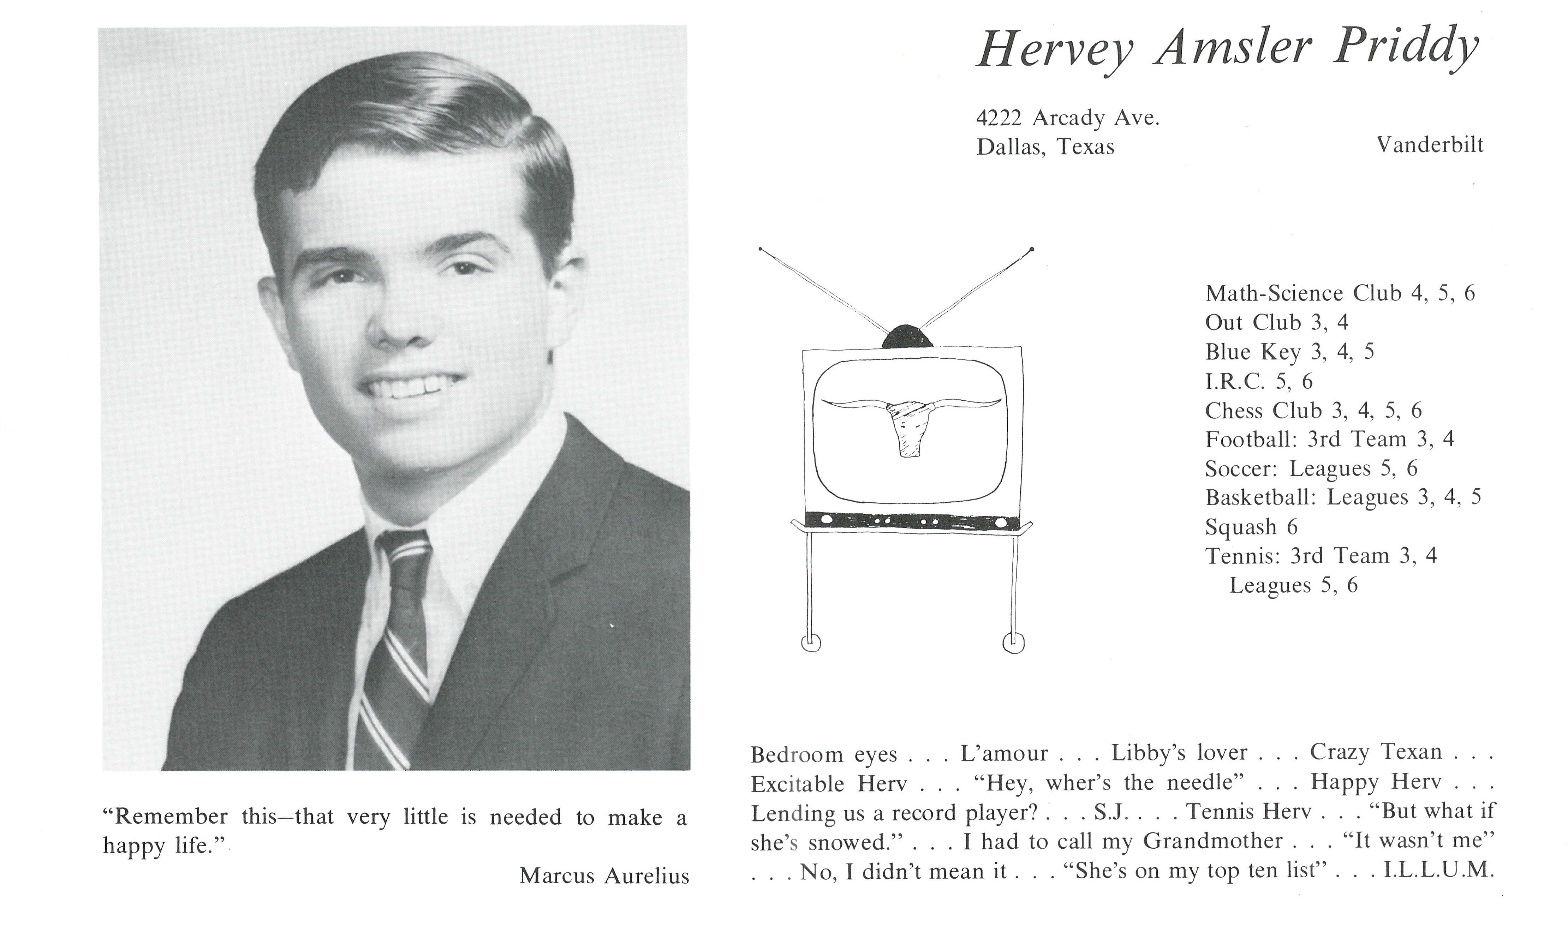 Hervey Amsler Priddy
4222 Arcady Ave.
Dallas, Texas
Vanderbilt
Math-Science Club 4, 5, 6
Out Club 3, 4
Blue Key 3, 4, 5
I.R.C. 5, 6
Chess Club 3, 4, 5, 6
Football: 3rd Team 3, 4
Soccer: Leagues 5, 6
Basketball: Leagues 3, 4, 5
Squash 6
Tennis: 3rd Team 3, 4
Leagues 5, 6
“Remember this—that very little is needed to make a
happy life.”
Marcus Aurelius
Bedroom eyes . . . L’amour . . . Libby’s lover . . . Crazy Texan . . .
Excitable Herv . . . “Hey, wher’s the needle” . . . Happy Herv . . .
Lending us a record player? . . . S.J. . . . Tennis Herv . . . “But what if
she’s snowed.” . . . I had to call my Grandmother . . . “It wasn’t me”
. . . No, I didn’t mean it . . . “She’s on my top ten list” . . . I.L.L.U.M.